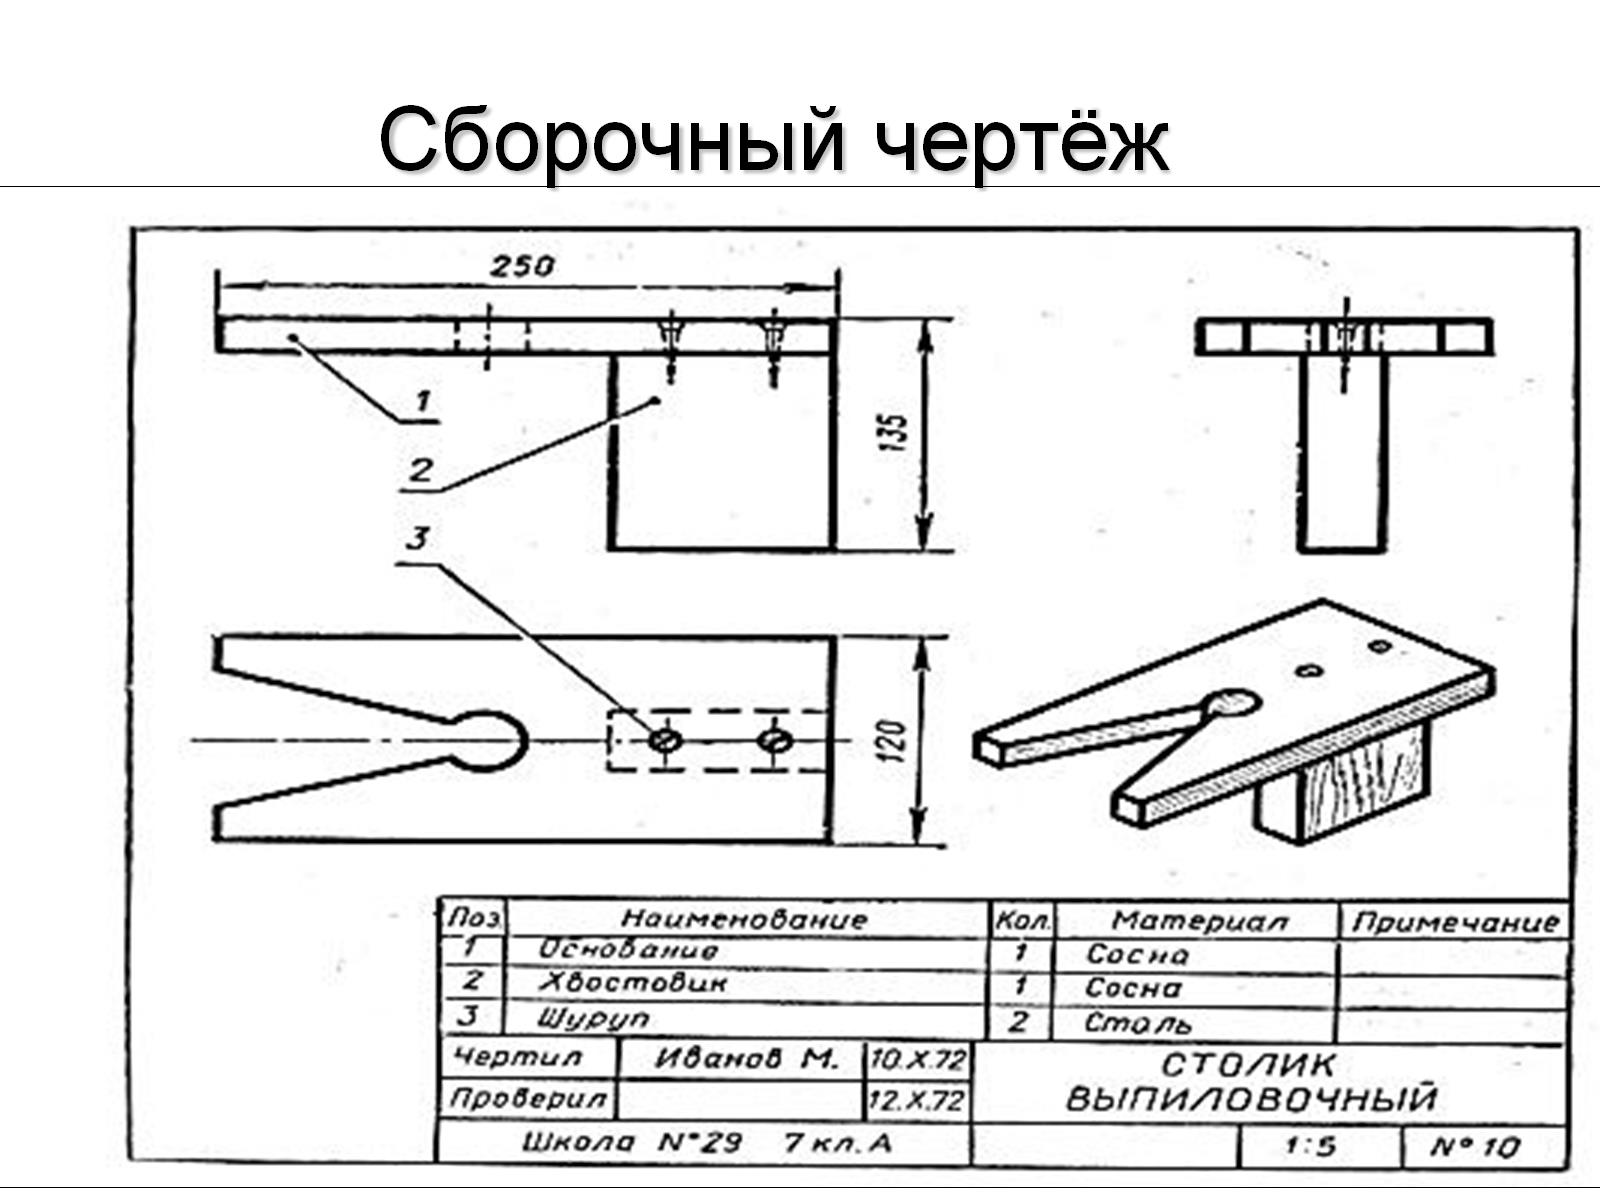 Сборочный чертёж
250
1
2
135
3
120
Поз. Наименование Кол. Материал Примечание
1 Основание 1 Сосна
2 Хвостовик 1 Сосна
3 Шуруп 2 Сталь
Чертил Иванов М. 10.X.72
Проверил 12.X.72
СТОЛИК
ВЫПИЛОВОЧНЫЙ
Школа №29 7 кл. А 1:5 № 10